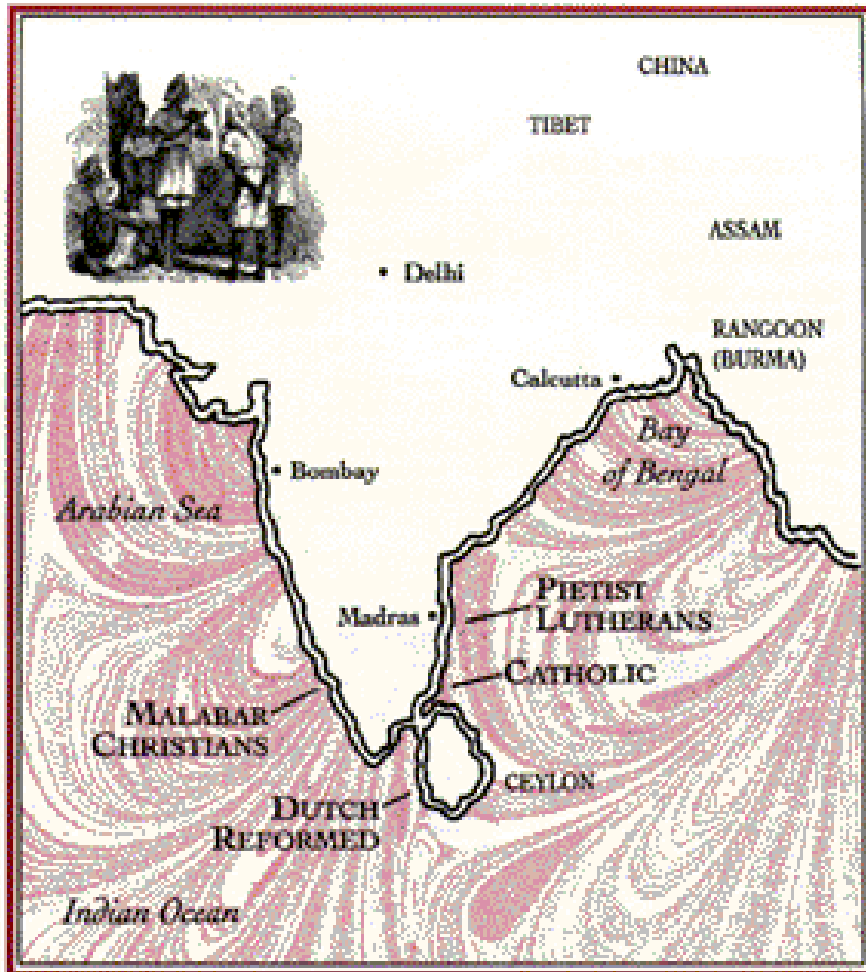 CHINA
TIBET
ASSAM
Delhi
RANGOON
(BURMA)
Calcutta
Bay
of Bengal
Bombay
Arabian Sea
PIETIST
LUTHERANS
Madras
CATHOLIC
MALABAR
CHRISTIANS
CEYLON
DUTCH
REFORMED
Indian Ocean